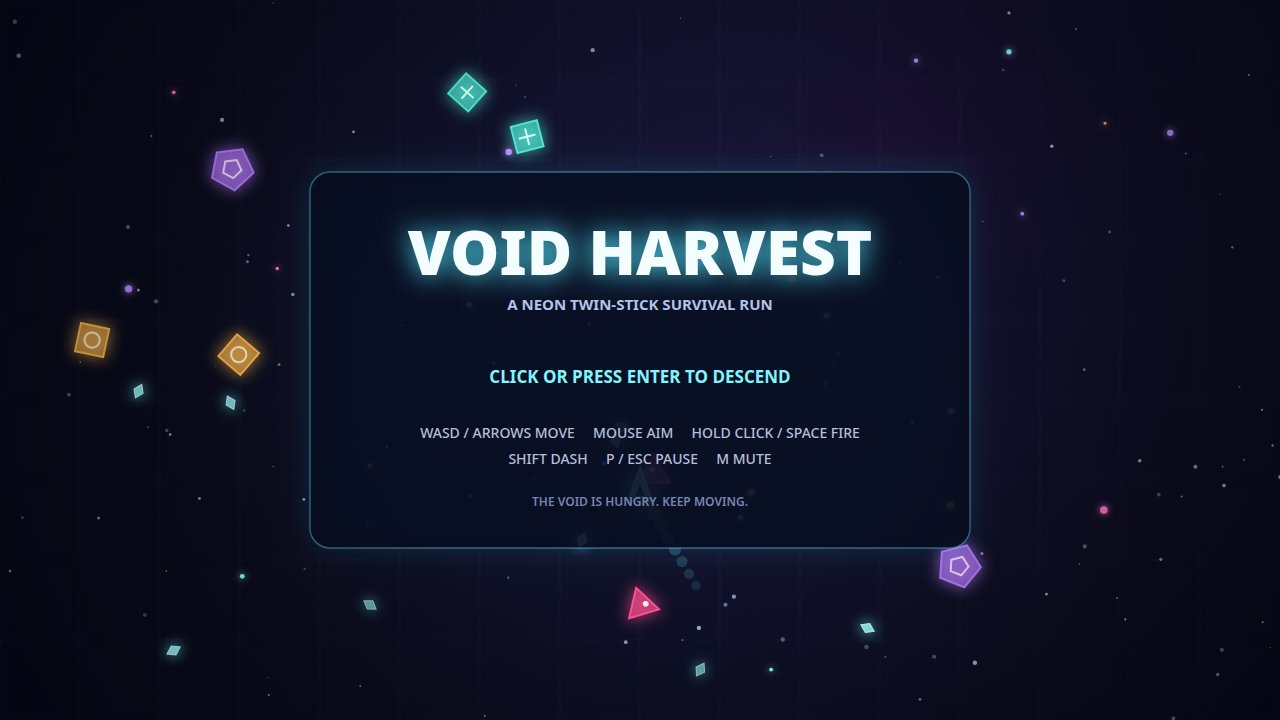 VOID HARVEST
A NEON TWIN-STICK SURVIVAL RUN
CLICK OR PRESS ENTER TO DESCEND
WASD / ARROWS MOVE MOUSE AIM HOLD CLICK / SPACE FIRE
SHIFT DASH P / ESC PAUSE M MUTE
THE VOID IS HUNGRY. KEEP MOVING.